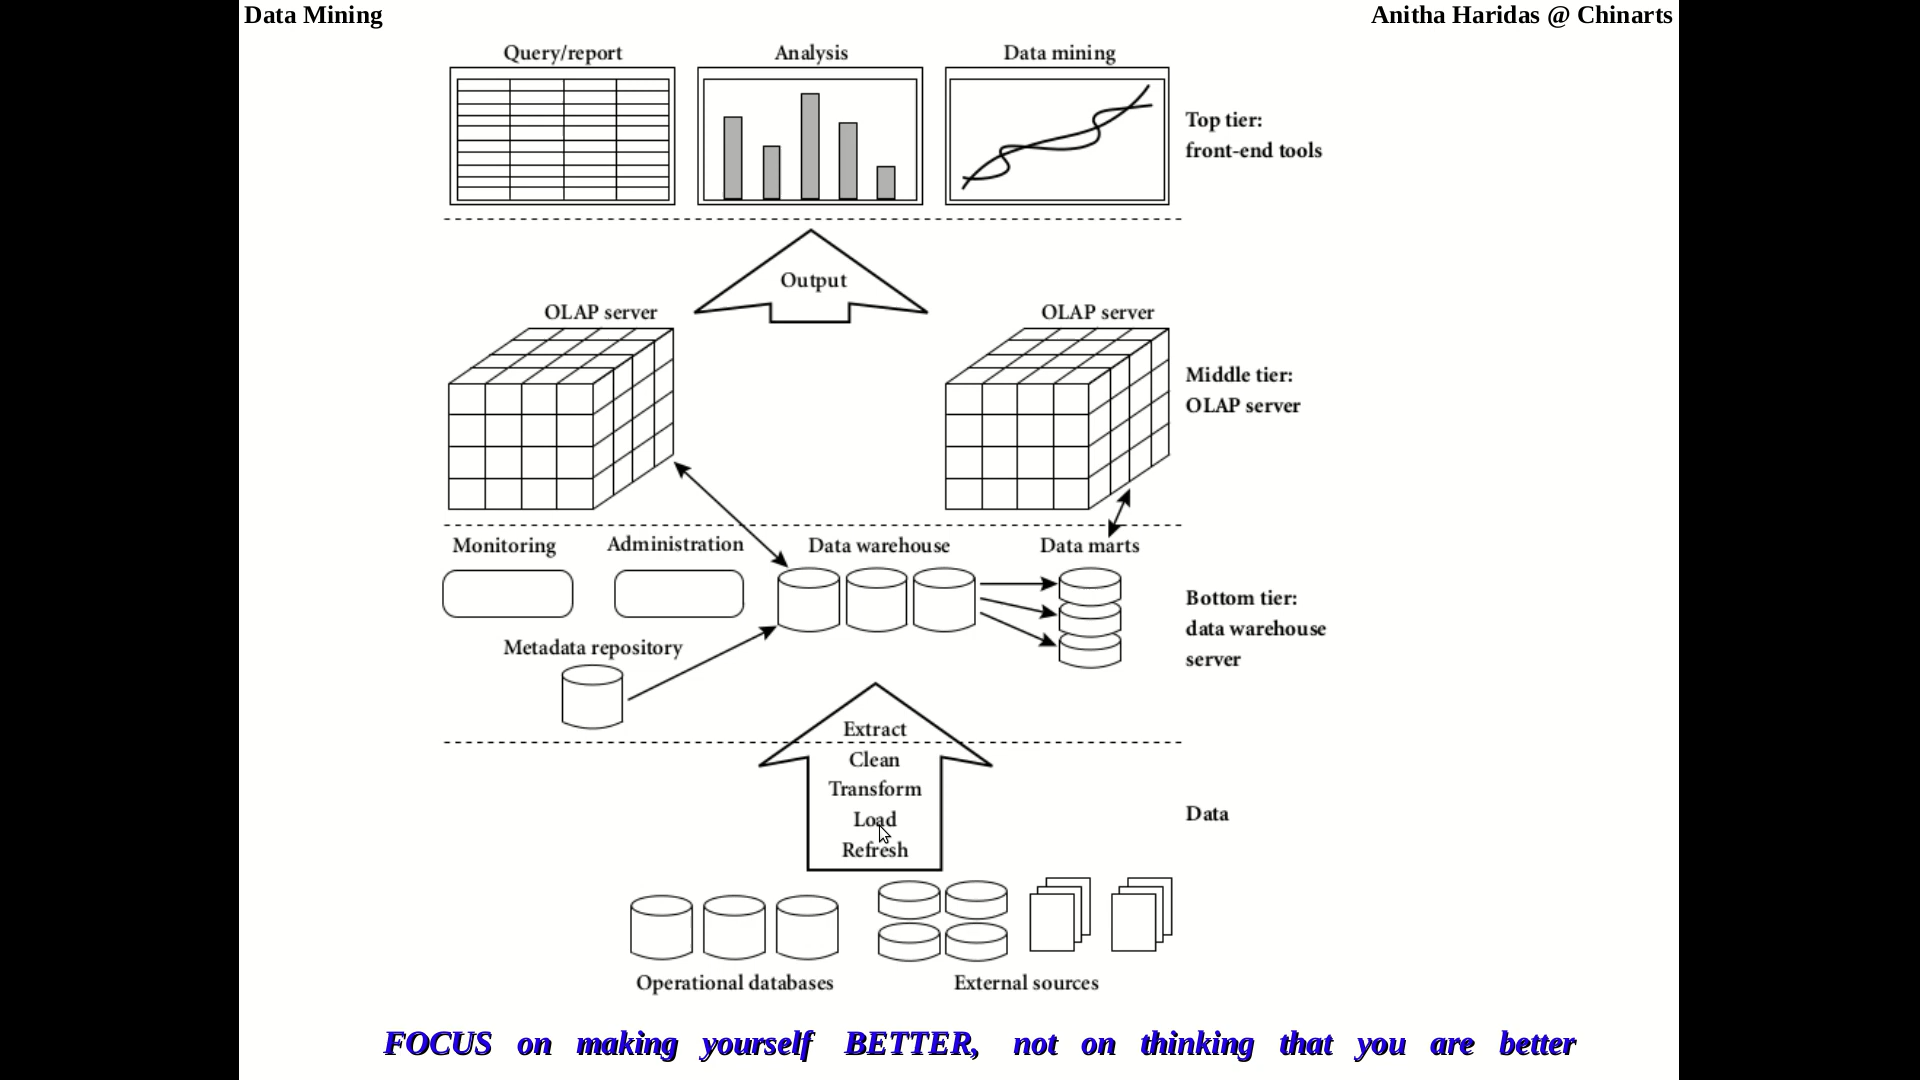 Data Mining
Anitha Haridas @ Chinarts
Query/report
Analysis
Data mining
Top tier:
front-end tools
Output
OLAP server
OLAP server
Middle tier:
OLAP server
Monitoring
Administration
Data warehouse
Data marts
Bottom tier:
data warehouse
server
Metadata repository
Extract
Clean
Transform
Load
Refresh
Data
Operational databases
External sources
FOCUS on making yourself BETTER, not on thinking that you are better